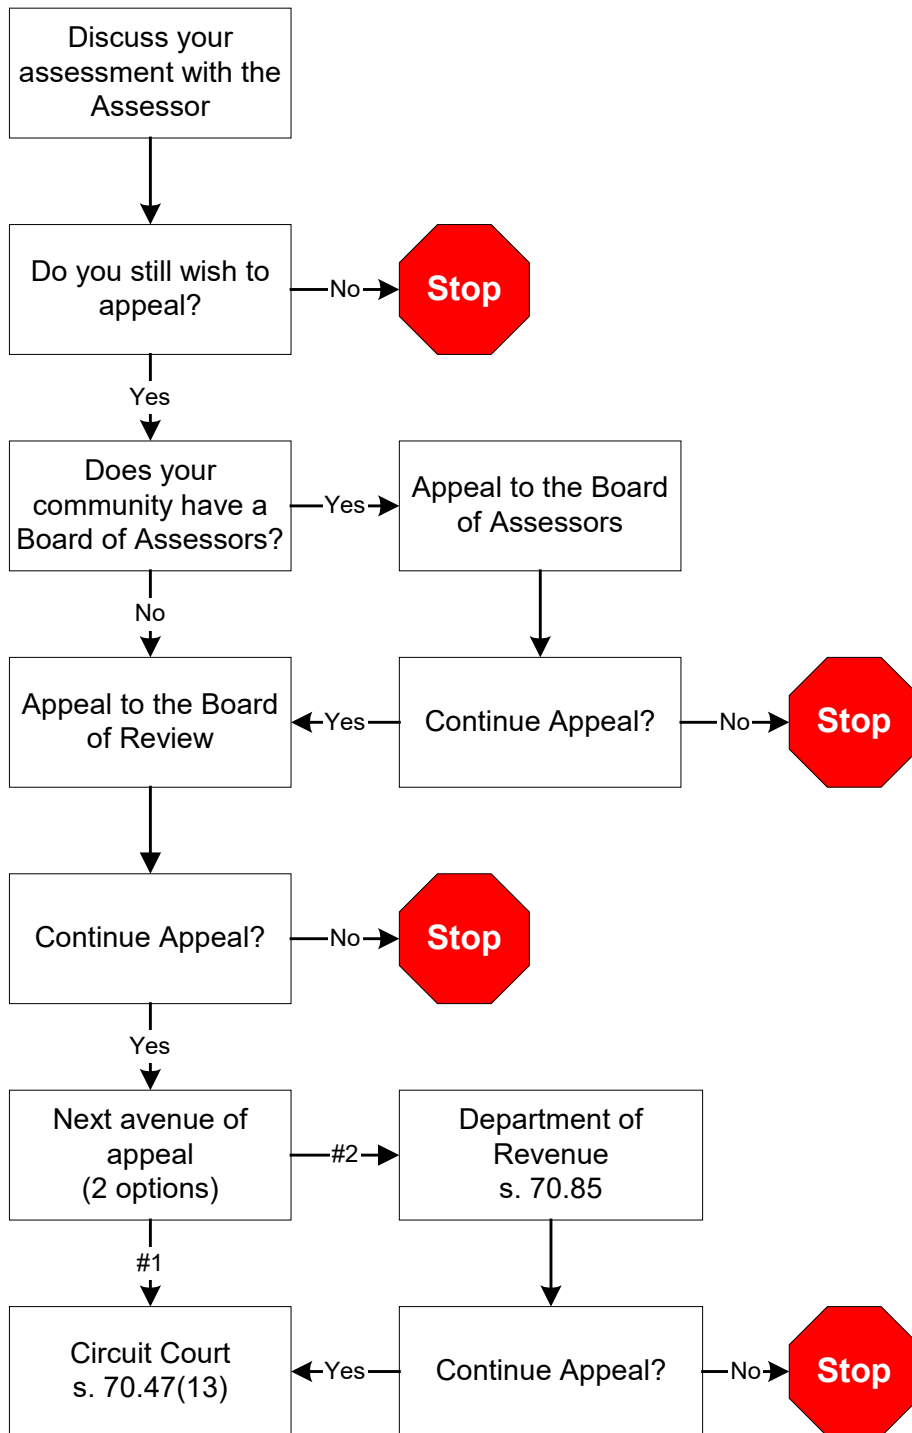 Discuss your
assessment with the
Assessor
Do you still wish to
appeal?
No
Stop
Yes
Does your
community have a
Board of Assessors?
Yes
Appeal to the Board
of Assessors
No
Appeal to the Board
of Review
Yes
Continue Appeal?
No
Stop
Continue Appeal?
No
Stop
Yes
Next avenue of
appeal
(2 options)
#2
Department of
Revenue
s. 70.85
#1
Circuit Court
s. 70.47(13)
Yes
Continue Appeal?
No
Stop